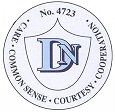 No. 4723
CARE · COMMON SENSE · COURTESY · COOPERATION
DN